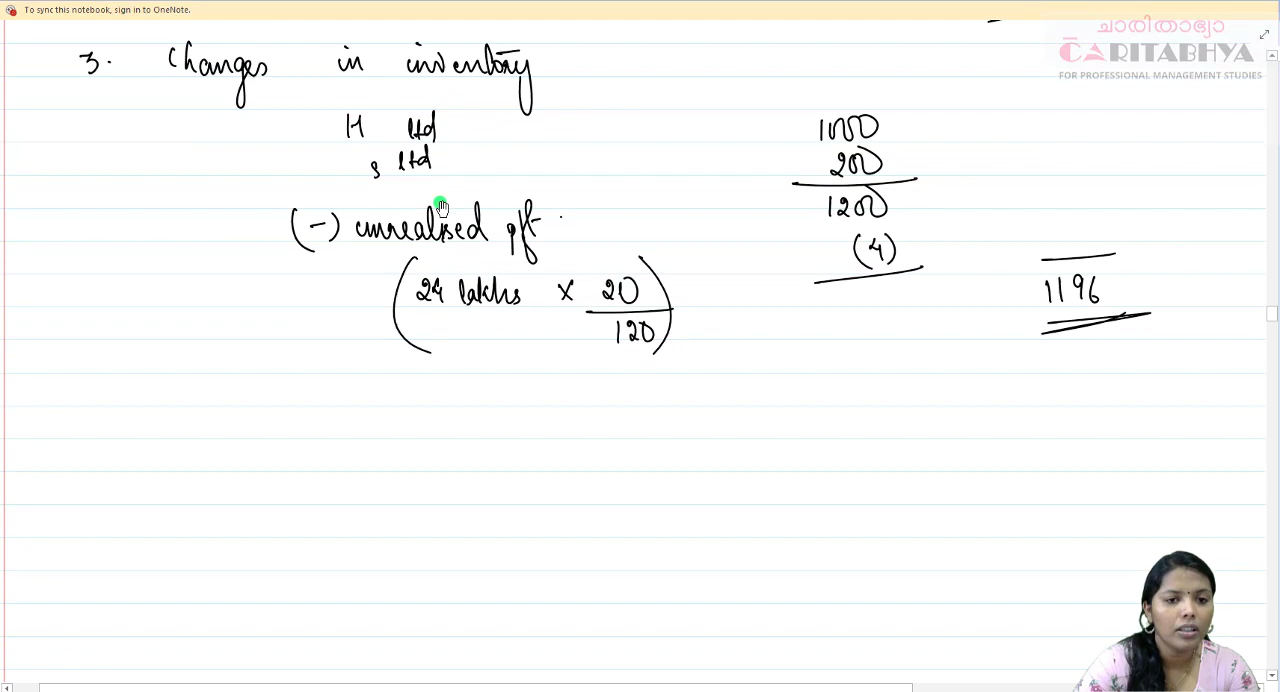 To sync this notebook, sign in to OneNote.
ചാരിതാഭ്യാ
CARITABHYA
FOR PROFESSIONAL MANAGEMENT STUDIES
3. Changes in inventory
H ltd 1000
s ltd 200
1200
(-) unrealised pft (4)
(24 lakhs x 20/120) 1196